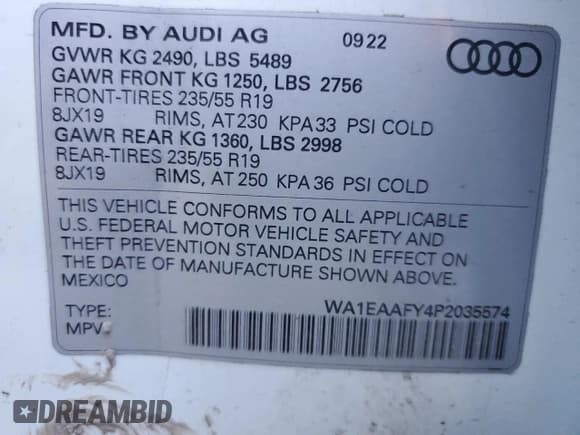 MFD. BY AUDI AG 09 22
GVWR KG 2490, LBS 5489
GAWR FRONT KG 1250, LBS 2756
FRONT-TIRES 235/55 R19
8JX19 RIMS, AT 230 KPA 33 PSI COLD
GAWR REAR KG 1360, LBS 2998
REAR-TIRES 235/55 R19
8JX19 RIMS, AT 250 KPA 36 PSI COLD
THIS VEHICLE CONFORMS TO ALL APPLICABLE
U.S. FEDERAL MOTOR VEHICLE SAFETY AND
THEFT PREVENTION STANDARDS IN EFFECT ON
THE DATE OF MANUFACTURE SHOWN ABOVE.
MEXICO
WA1EAAFY4P2035574
TYPE:
MPV
DREAMBID